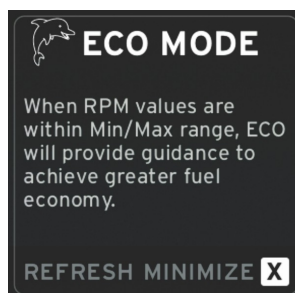 ECO MODE
When RPM values are
within Min/Max range, ECO
will provide guidance to
achieve greater fuel
economy.
REFRESH MINIMIZE X